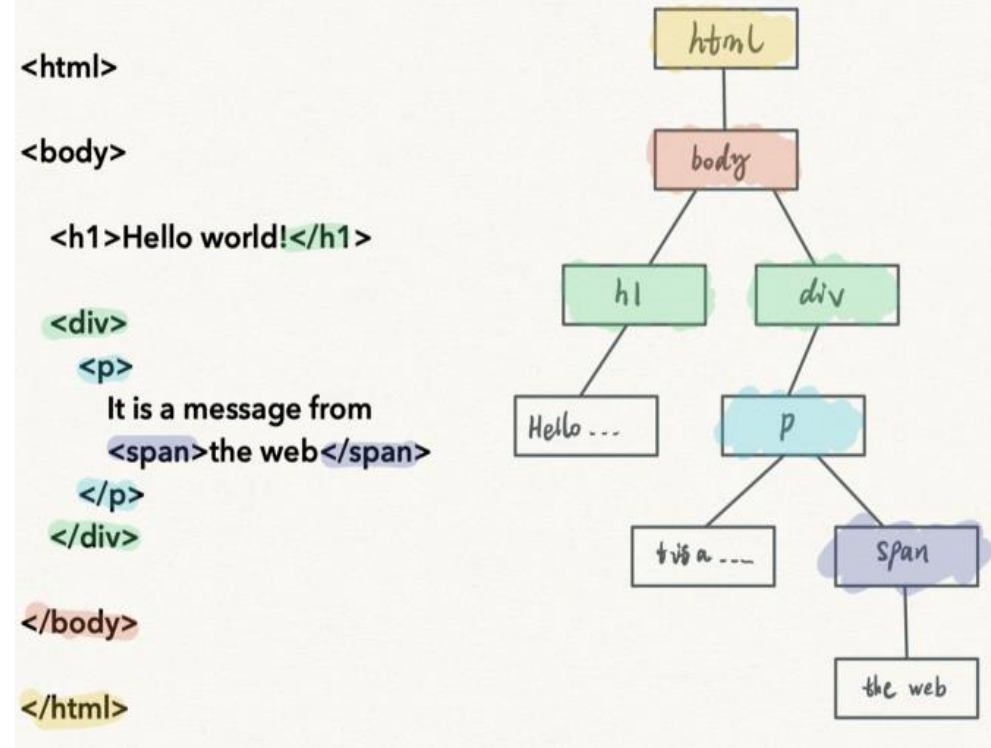 <html>
<body>
<h1>Hello world!</h1>
<div>
<p>
It is a message from
<span>the web</span>
</p>
</div>
</body>
</html>
html
body
h1 div
Hello ... p
is a .... span
the web